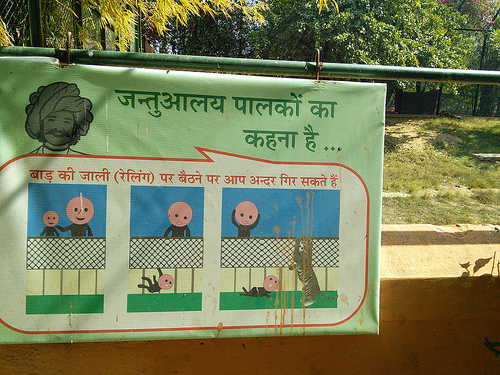 जन्तुआलय पालकों का
कहना है ...
बाड़ की जाली (रेलिंग) पर बैठने पर आप अन्दर गिर सकते हैं